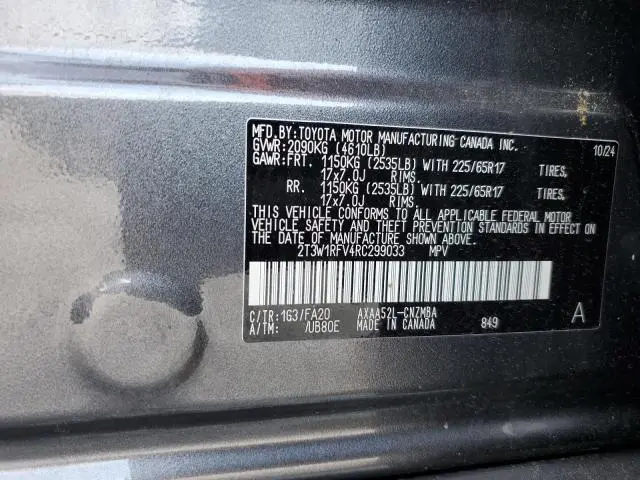 MFD.BY:TOYOTA MOTOR MANUFACTURING CANADA INC. 10/24
GVWR:2090KG (4610LB)
GAWR:FRT. 1150KG (2535LB) WITH 225/65R17 TIRES,
17x7.0J RIMS.
RR. 1150KG (2535LB) WITH 225/65R17 TIRES,
17x7.0J RIMS.
THIS VEHICLE CONFORMS TO ALL APPLICABLE FEDERAL MOTOR
VEHICLE SAFETY AND THEFT PREVENTION STANDARDS IN EFFECT ON
THE DATE OF MANUFACTURE SHOWN ABOVE.
2T3W1RFV4RC299033 MPV
C/TR:1G3/FA20 AXAA52L-CNZMBA A
A/TM: /UB80E MADE IN CANADA 849